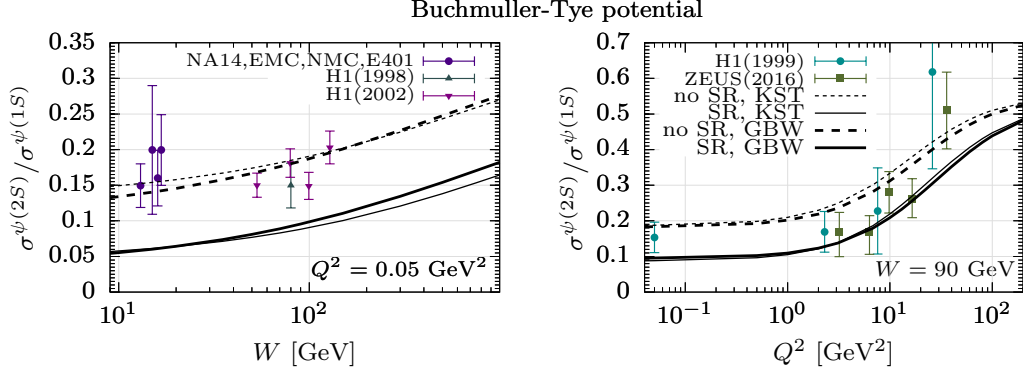 Buchmuller-Tye potential
0.35
0.3
0.25
0.2
0.15
0.1
0.05
0
σ^ψ(2S)/σ^ψ(1S)
NA14,EMC,NMC,E401
H1(1998)
H1(2002)
Q² = 0.05 GeV²
10¹
10²
W [GeV]
0.8
0.7
0.6
0.5
0.4
0.3
0.2
0.1
0
σ^ψ(2S)/σ^ψ(1S)
H1(1999)
ZEUS(2016)
no SR, KST
SR, KST
no SR, GBW
SR, GBW
W = 90 GeV
10⁻¹
10⁰
10¹
10²
Q² [GeV²]